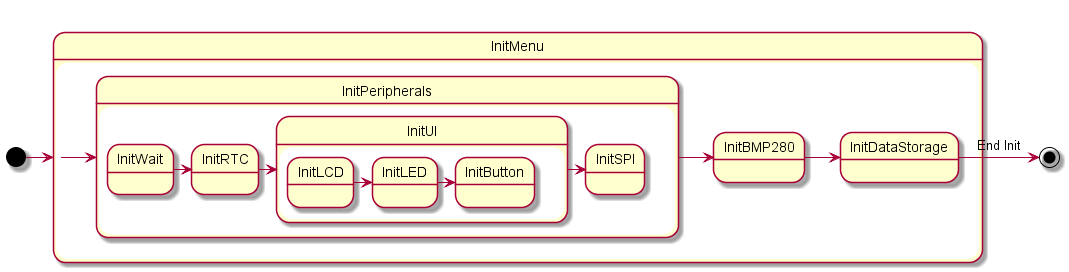 InitMenu
InitPeripherals
InitUI
InitWait
InitRTC
InitLCD
InitLED
InitButton
InitSPI
InitBMP280
InitDataStorage
End Init